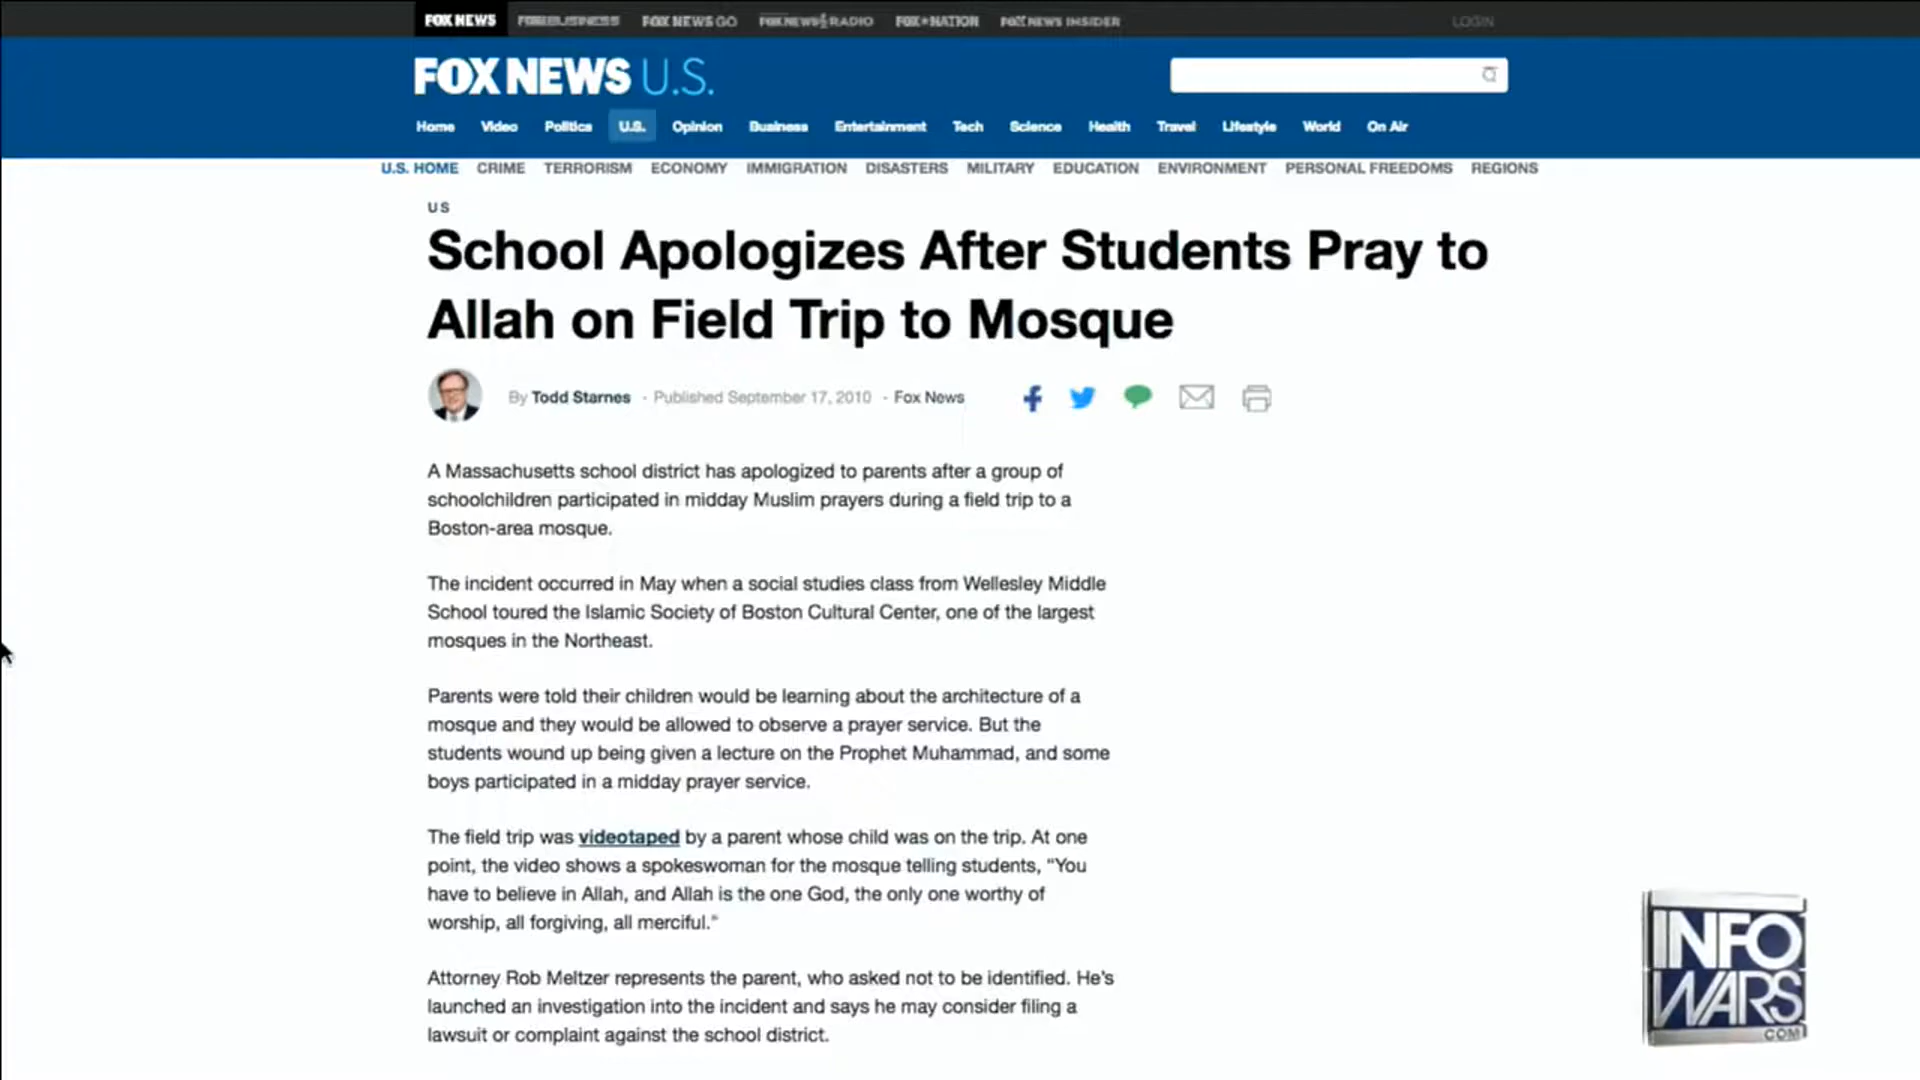 FOX NEWS FOX BUSINESS FOX NEWS GO FOX NEWS RADIO FOX NATION FOX NEWS INSIDER LOGIN
FOX NEWS U.S.
Home Video Politics U.S. Opinion Business Entertainment Tech Science Health Travel Lifestyle World On Air
U.S. HOME CRIME TERRORISM ECONOMY IMMIGRATION DISASTERS MILITARY EDUCATION ENVIRONMENT PERSONAL FREEDOMS REGIONS
US
School Apologizes After Students Pray to
Allah on Field Trip to Mosque
By Todd Starnes · Published September 17, 2010 · Fox News
A Massachusetts school district has apologized to parents after a group of
schoolchildren participated in midday Muslim prayers during a field trip to a
Boston-area mosque.
The incident occurred in May when a social studies class from Wellesley Middle
School toured the Islamic Society of Boston Cultural Center, one of the largest
mosques in the Northeast.
Parents were told their children would be learning about the architecture of a
mosque and they would be allowed to observe a prayer service. But the
students wound up being given a lecture on the Prophet Muhammad, and some
boys participated in a midday prayer service.
The field trip was videotaped by a parent whose child was on the trip. At one
point, the video shows a spokeswoman for the mosque telling students, “You
have to believe in Allah, and Allah is the one God, the only one worthy of
worship, all forgiving, all merciful.”
Attorney Rob Meltzer represents the parent, who asked not to be identified. He's
launched an investigation into the incident and says he may consider filing a
lawsuit or complaint against the school district.
INFO
WARS
.COM